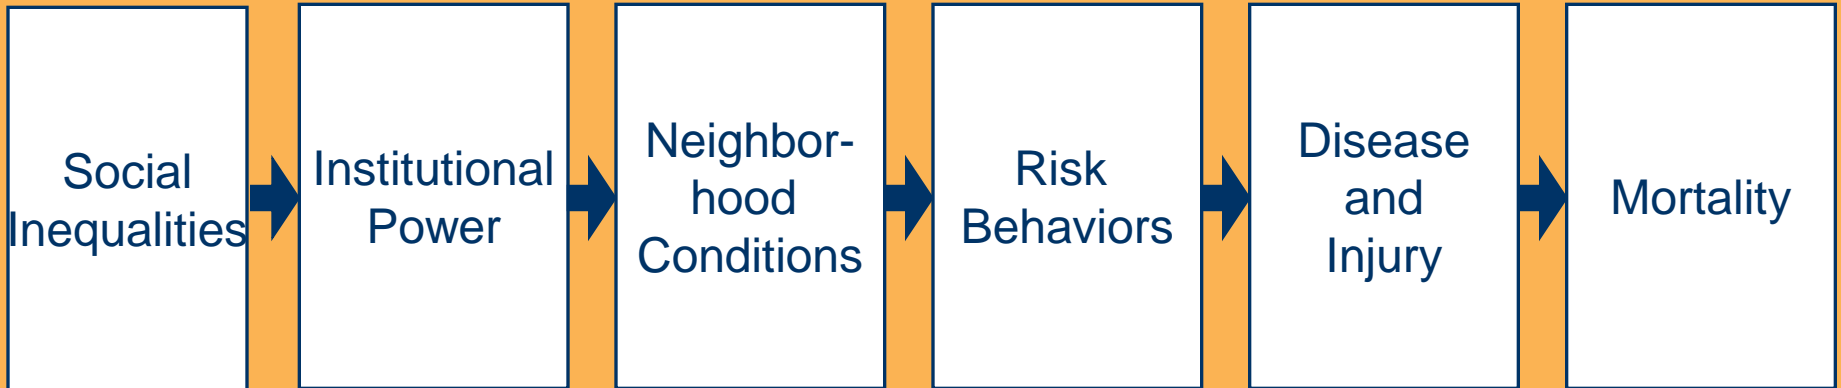 Social
Inequalities
Institutional
Power
Neighbor-
hood
Conditions
Risk
Behaviors
Disease
and
Injury
Mortality